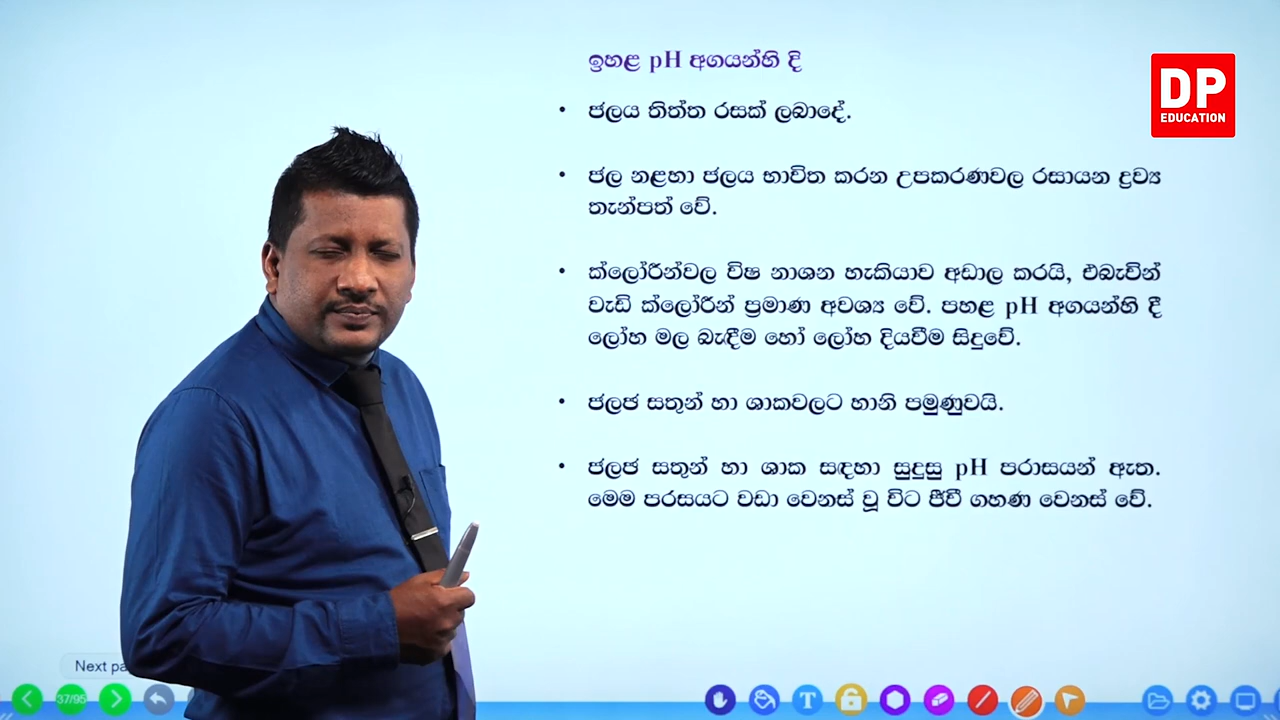 ඉහළ pH අගයන්හි දි
DP
EDUCATION
• ජලය තිත්ත රසක් ලබාදේ.
• ජල නළහා ජලය භාවිත කරන උපකරණවල රසායන ද්‍රව්‍ය
තැන්පත් වේ.
• ක්ලෝරීන්වල විෂ නාශන හැකියාව අඩාල කරයි, එබැවින්
වැඩි ක්ලෝරීන් ප්‍රමාණ අවශ්‍ය වේ. පහළ pH අගයන්හි දී
ලෝහ මල බැඳීම හෝ ලෝහ දියවීම සිදුවේ.
• ජලජ සතුන් හා ශාකවලට හානි පමුණුවයි.
• ජලජ සතුන් හා ශාක සඳහා සුදුසු pH පරාසයන් ඇත.
මෙම පරසයට වඩා වෙනස් වූ විට ජීවී ගහණ වෙනස් වේ.
Next
37/95
T